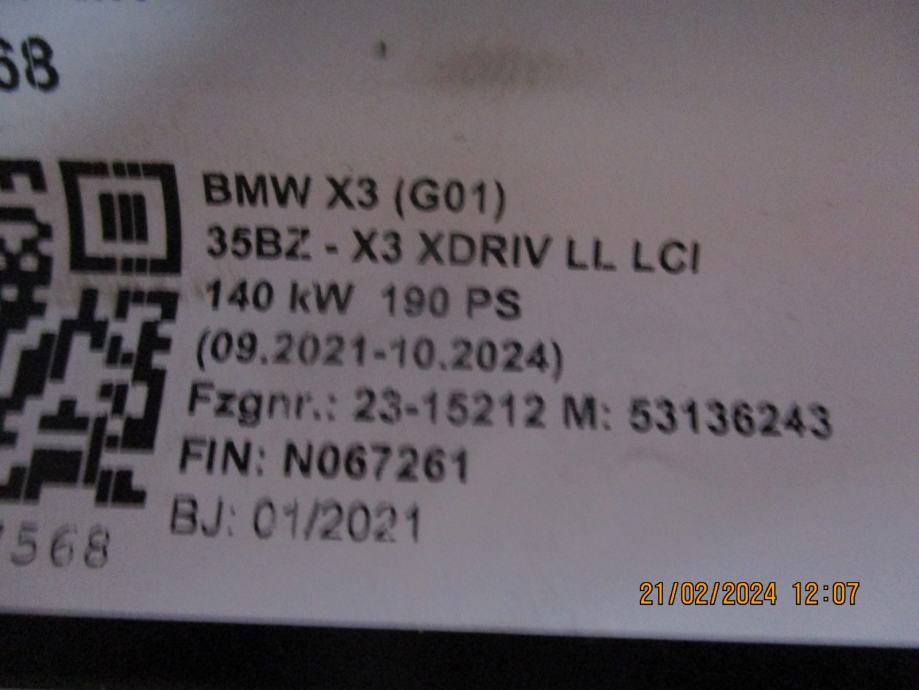 68
BMW X3 (G01)
35BZ - X3 XDRIV LL LCI
140 kW 190 PS
(09.2021-10.2024)
Fzgnr.: 23-15212 M: 53136243
FIN: N067261
BJ: 01/2021
7568
21/02/2024 12:07